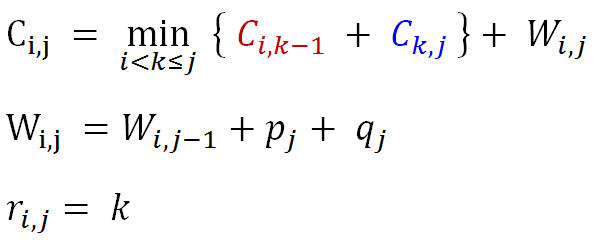 C_{i,j} = min_{i<k≤j} { C_{i,k−1} + C_{k,j} } + W_{i,j}
W_{i,j} = W_{i,j−1} + p_j + q_j
r_{i,j} = k